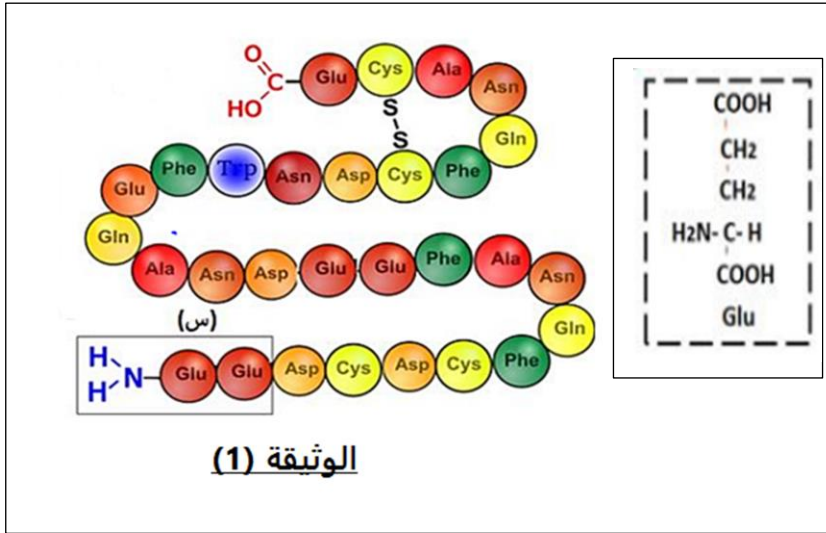 O
C Glu Cys Ala Asn
HO
S
S
Gln
Glu Phe Trp Asn Asp Cys Phe
Gln
Ala Asn Asp Glu Glu Phe Ala Asn
(س)
Gln
H
N Glu Glu Asp Cys Asp Cys Phe
H
الوثيقة (1)
COOH
CH2
CH2
H2N- C- H
COOH
Glu